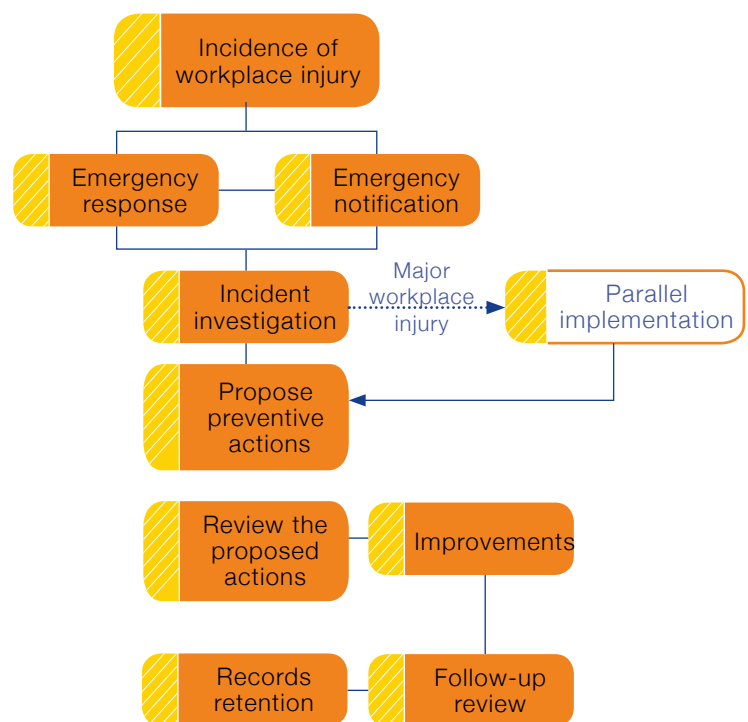 Incidence of
workplace injury
Emergency
response
Emergency
notification
Incident
investigation
Major
workplace
injury
Parallel
implementation
Propose
preventive
actions
Review the
proposed
actions
Improvements
Records
retention
Follow-up
review